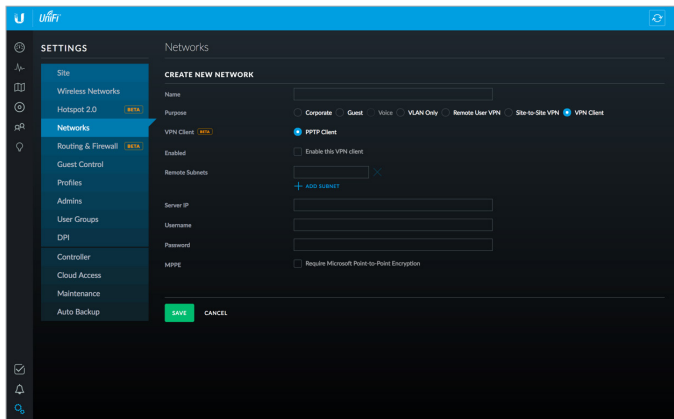 U UniFi
SETTINGS
Networks
Site
CREATE NEW NETWORK
Wireless Networks
Name
Hotspot 2.0 BETA
Purpose Corporate Guest Voice VLAN Only Remote User VPN Site-to-Site VPN VPN Client
Networks
VPN Client BETA PPTP Client
Routing & Firewall BETA
Enabled Enable this VPN client
Guest Control
Remote Subnets
Profiles
ADD SUBNET
Admins
Server IP
User Groups
Username
DPI
Password
Controller
MPPE Require Microsoft Point-to-Point Encryption
Cloud Access
Maintenance
Auto Backup
SAVE CANCEL